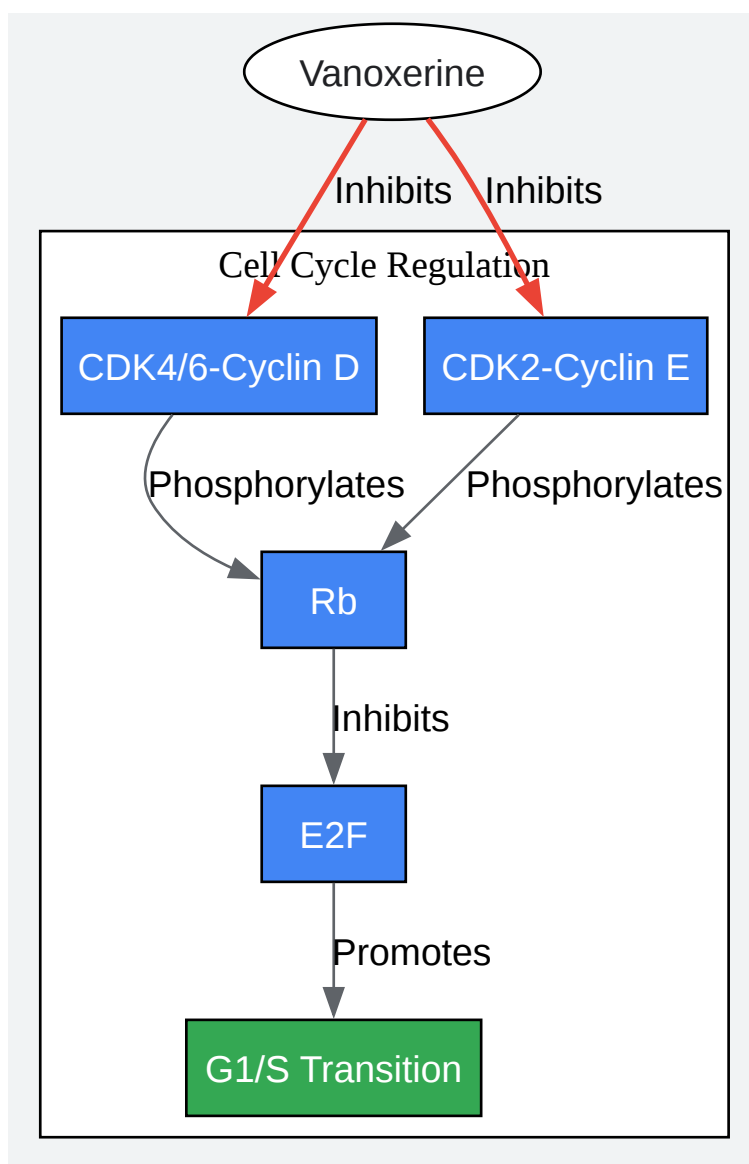 Vanoxerine
Inhibits
Inhibits
Cell Cycle Regulation
CDK4/6-Cyclin D
CDK2-Cyclin E
Phosphorylates
Phosphorylates
Rb
Inhibits
E2F
Promotes
G1/S Transition